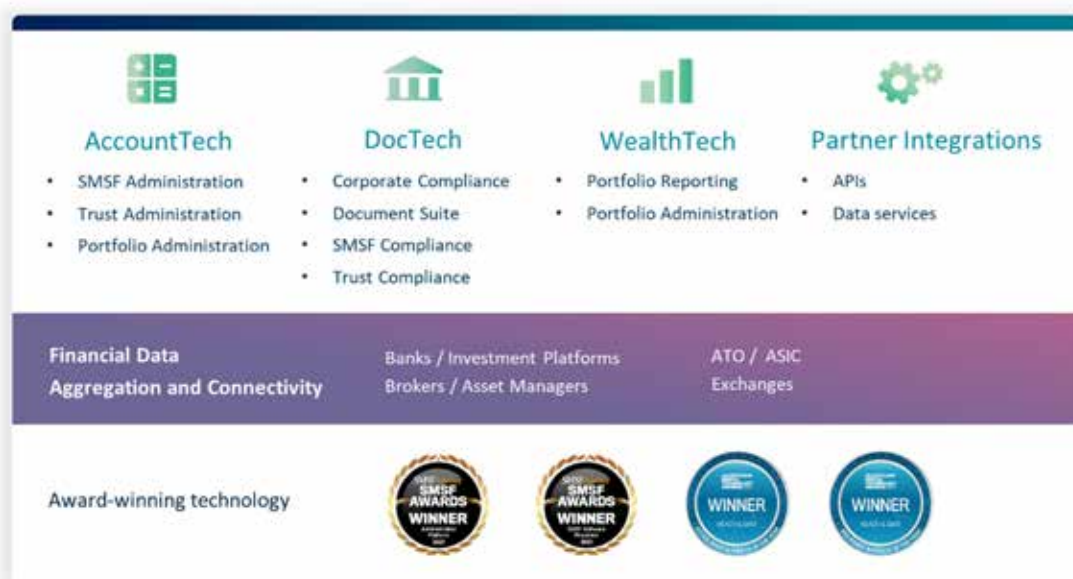 AccountTech
SMSF Administration
Trust Administration
Portfolio Administration
DocTech
Corporate Compliance
Document Suite
SMSF Compliance
Trust Compliance
WealthTech
Portfolio Reporting
Portfolio Administration
Partner Integrations
APIs
Data services
Financial Data
Aggregation and Connectivity
Banks / Investment Platforms
Brokers / Asset Managers
ATO / ASIC
Exchanges
Award-winning technology
SMSF
AWARDS
WINNER
SMSF
AWARDS
WINNER
WINNER
WINNER